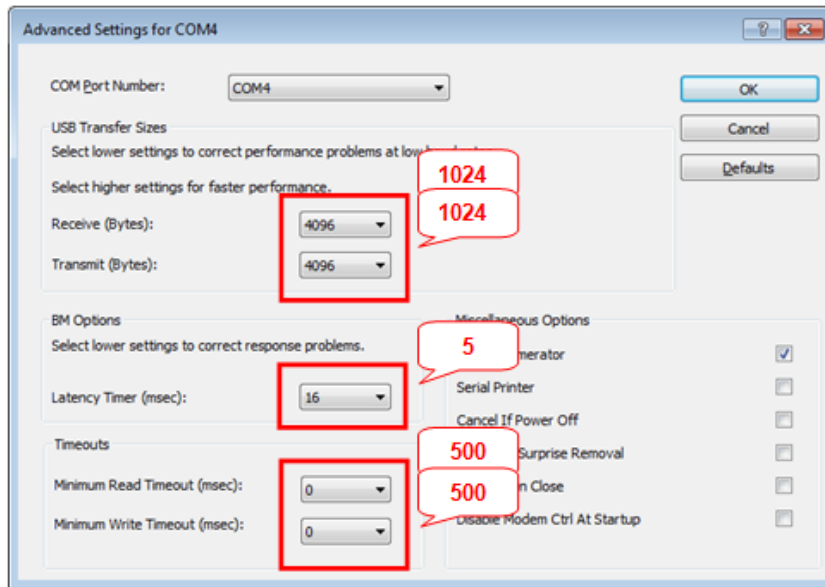 Advanced Settings for COM4
COM Port Number:
COM4
OK
USB Transfer Sizes
Cancel
Select lower settings to correct performance problems at low
Defaults
Select higher settings for faster performance.
1024
1024
Receive (Bytes):
4096
Transmit (Bytes):
4096
BM Options
Miscellaneous Options
Select lower settings to correct response problems.
5
Latency Timer (msec):
16
Serial Printer
Cancel If Power Off
Timeouts
500
Surprise Removal
Minimum Read Timeout (msec):
0
500
Close
Minimum Write Timeout (msec):
0
Disable Modem Ctrl At Startup